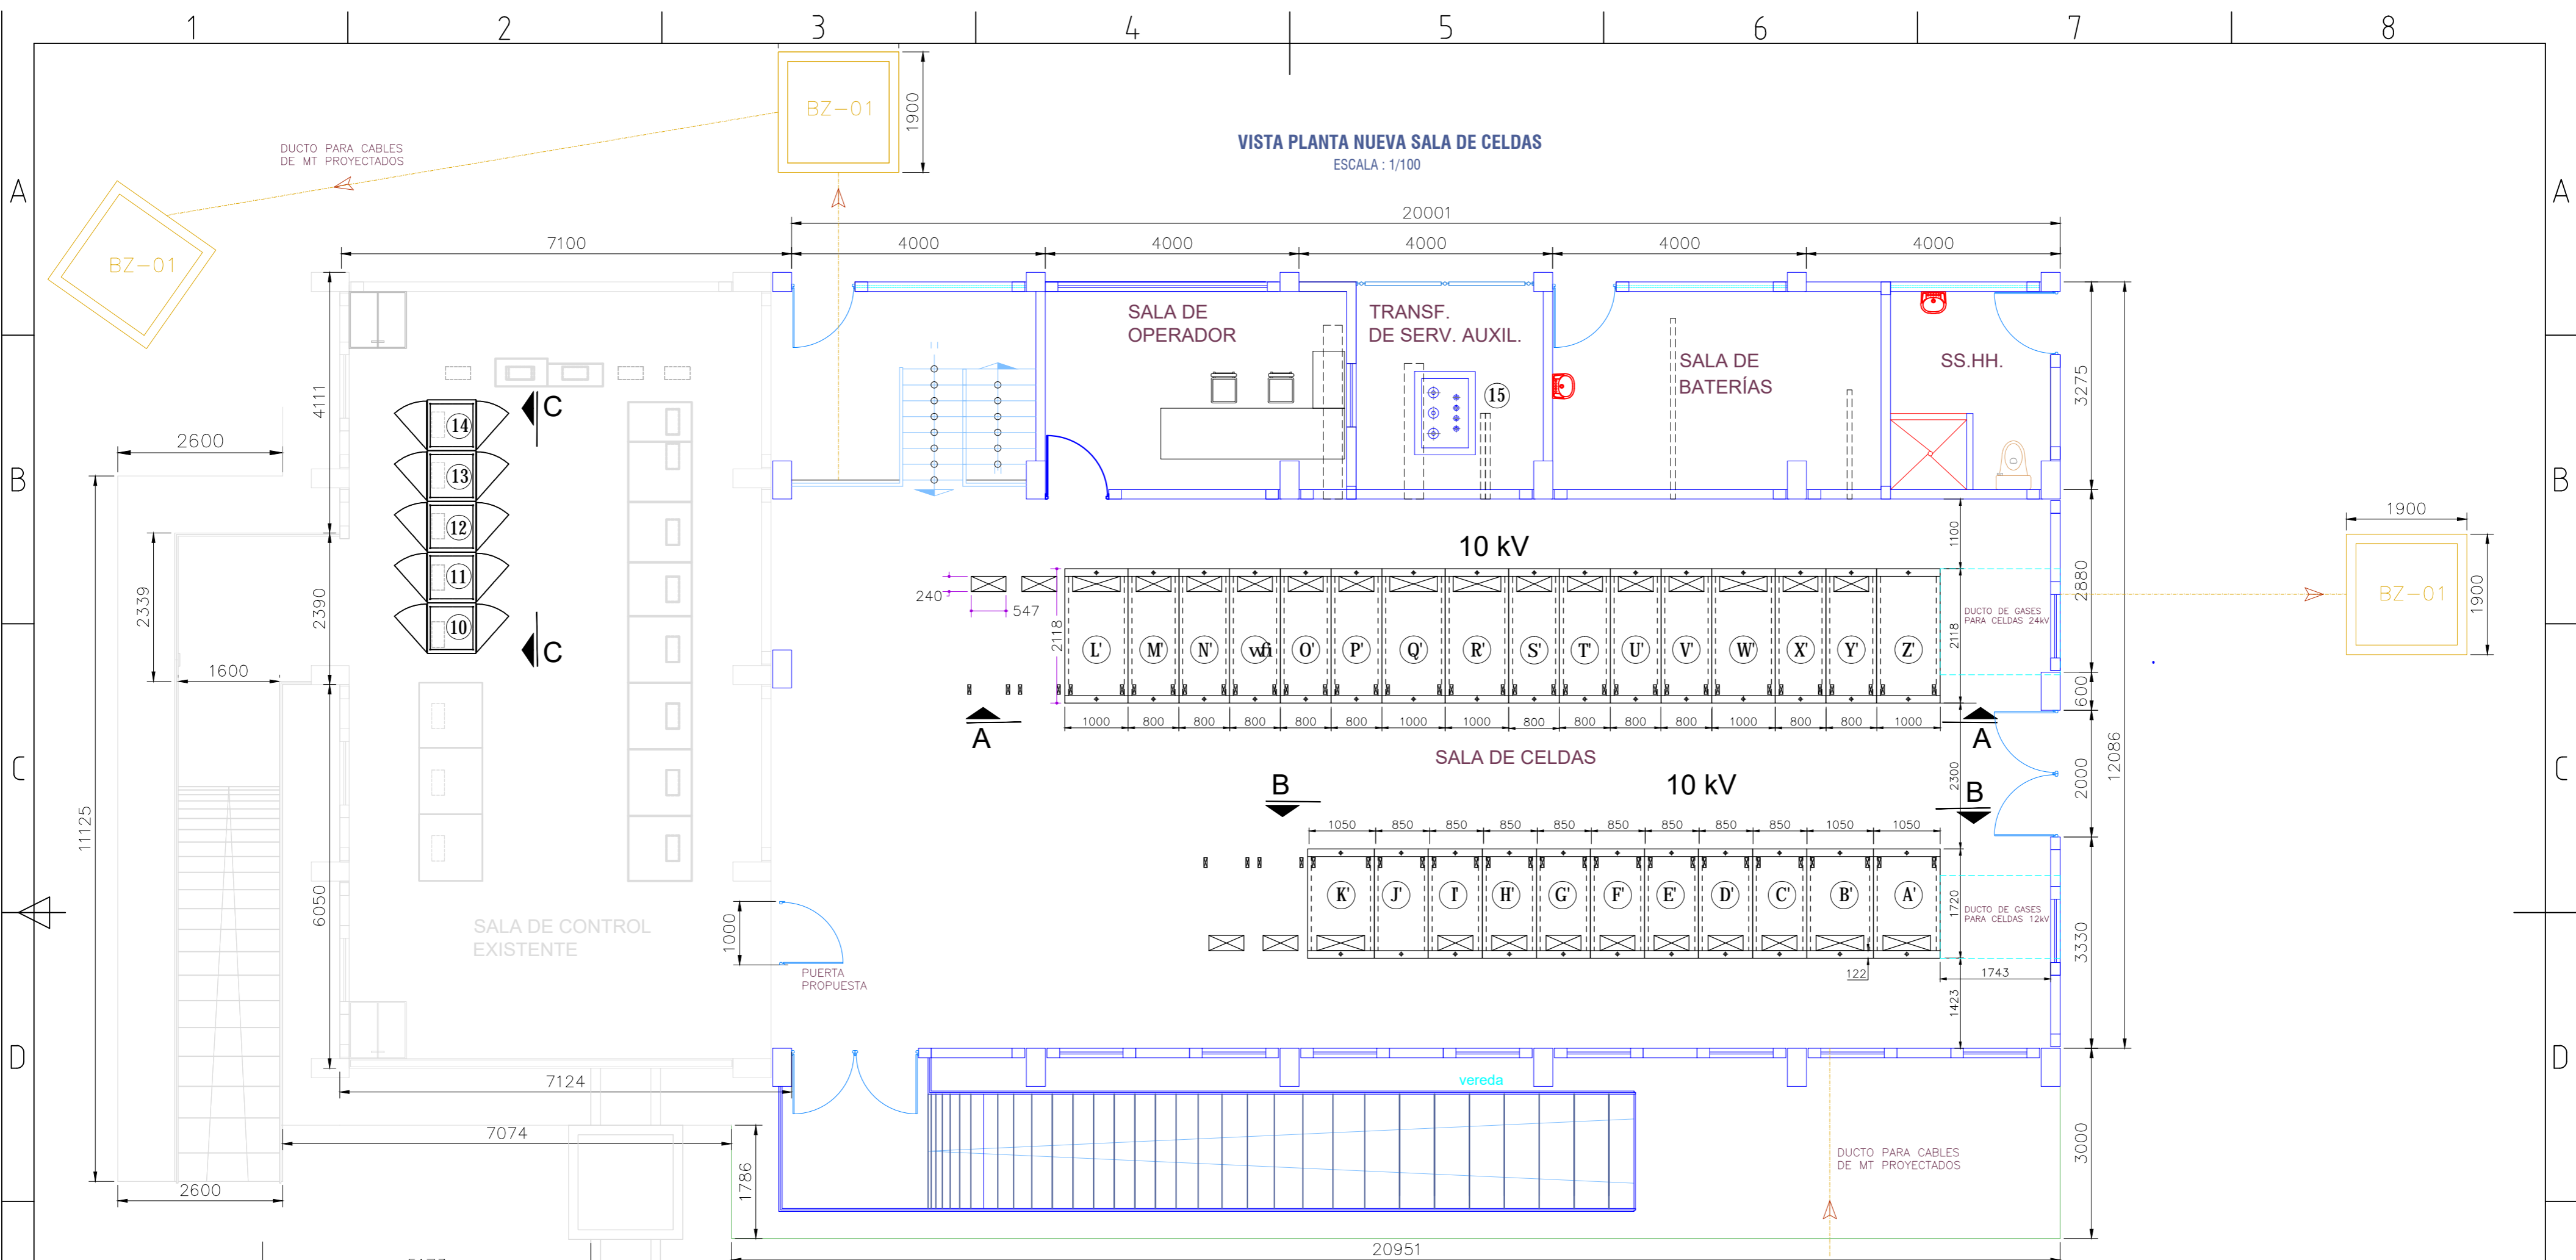 1 2 3 4 5 6 7 8
A A
B B
C C
D D
VISTA PLANTA NUEVA SALA DE CELDAS
ESCALA : 1/100
BZ-01
1900
DUCTO PARA CABLES
DE MT PROYECTADOS
BZ-01
20001
7100 4000 4000 4000 4000 4000
SALA DE
OPERADOR
TRANSF.
DE SERV. AUXIL.
15
SALA DE
BATERÍAS
SS.HH.
3275
4111
2600
14
13
12
11
10
C
C
2339
2390
1600
11125
6050
SALA DE CONTROL
EXISTENTE
1000
PUERTA
PROPUESTA
7124
7074
2600
1786
10 kV
1100
240
547
2118
L' M' N' O' P' Q' R' S' T' U' V' W' X' Y' Z'
1000 800 800 800 800 800 1000 1000 800 800 800 800 1000 800 800 1000
DUCTO DE GASES
PARA CELDAS 24kV
2118
2880
600
A A
SALA DE CELDAS
10 kV
2300
2000
12086
B B
1050 850 850 850 850 850 850 850 850 1050 1050
K' J' I' H' G' F' E' D' C' B' A'
1720
DUCTO DE GASES
PARA CELDAS 12kV
122
1743
1423
3330
1900
BZ-01
1900
vereda
DUCTO PARA CABLES
DE MT PROYECTADOS
3000
20951